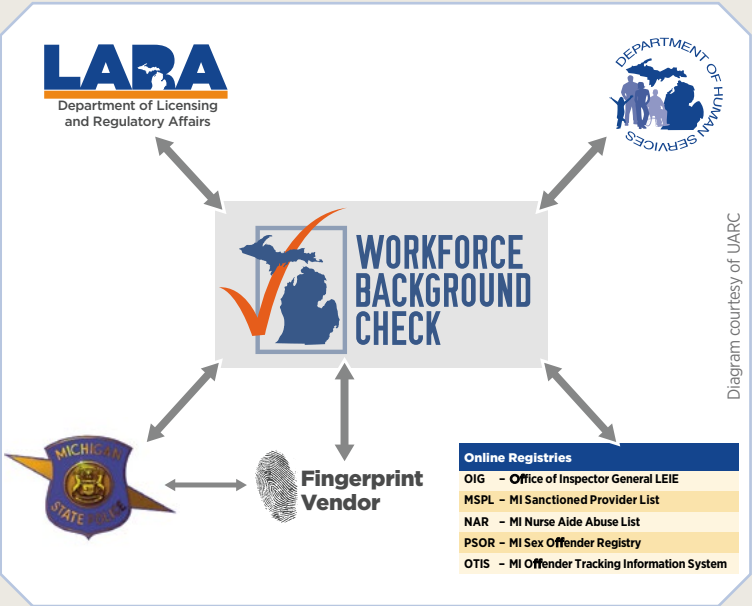 LARA
Department of Licensing
and Regulatory Affairs
DEPARTMENT OF HUMAN SERVICES
WORKFORCE
BACKGROUND
CHECK
Diagram courtesy of UARC
MICHIGAN
STATE POLICE
Fingerprint
Vendor
Online Registries
OIG – Office of Inspector General LEIE
MSPL – MI Sanctioned Provider List
NAR – MI Nurse Aide Abuse List
PSOR – MI Sex Offender Registry
OTIS – MI Offender Tracking Information System